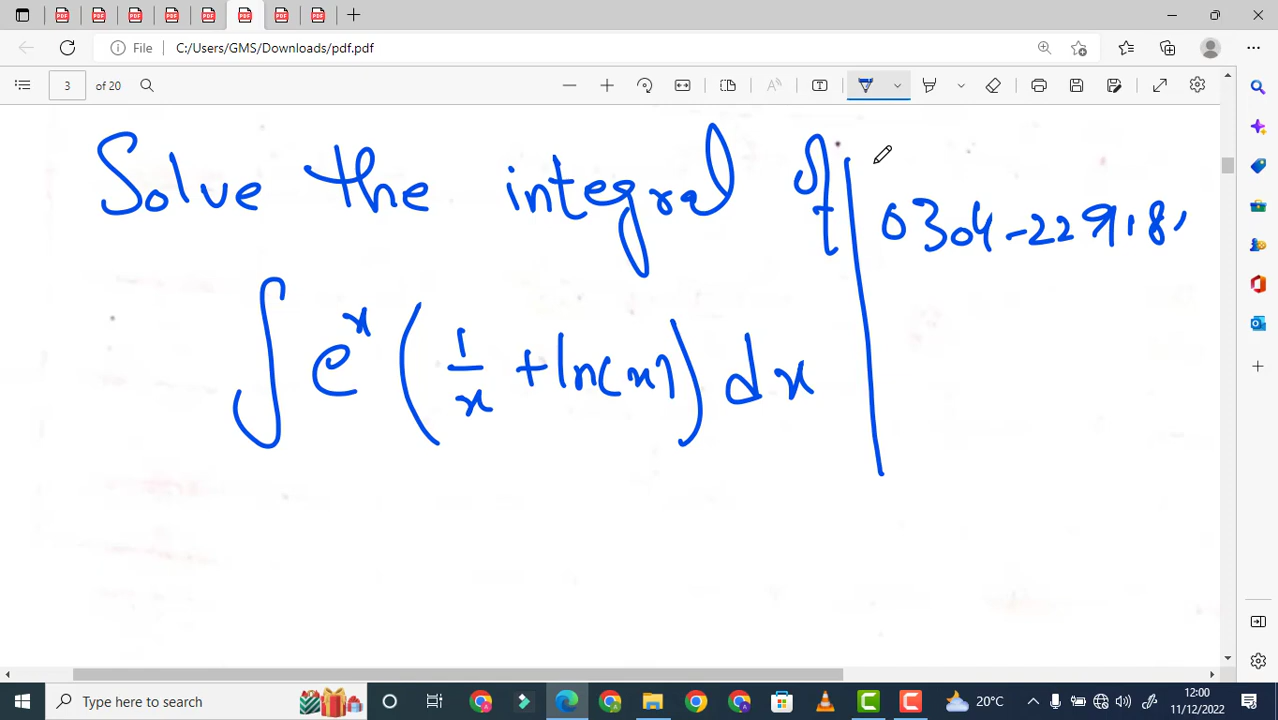 File C:/Users/GMS/Downloads/pdf.pdf
3 of 20
Solve the integral of
0304-2291181
∫ e^x (1/x + ln(x)) dx
Type here to search
20°C
12:00
11/12/2022